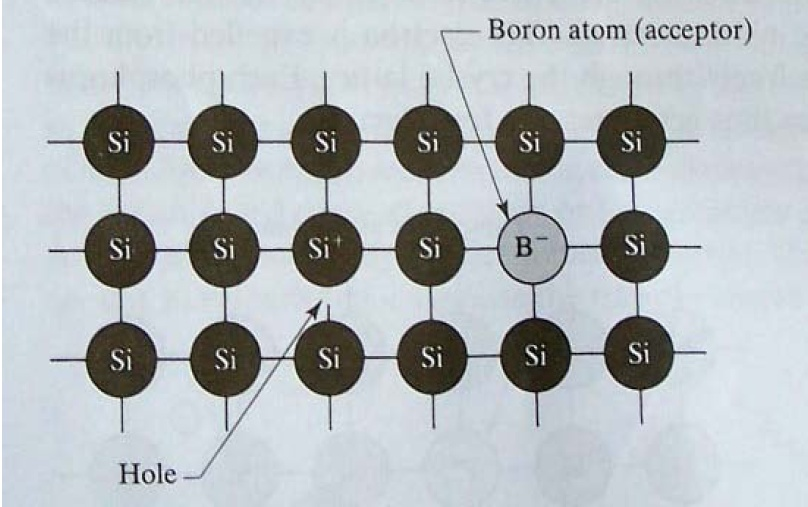 Boron atom (acceptor)
Si Si Si Si Si Si
Si Si Si⁺ Si B⁻ Si
Si Si Si Si Si Si
Hole